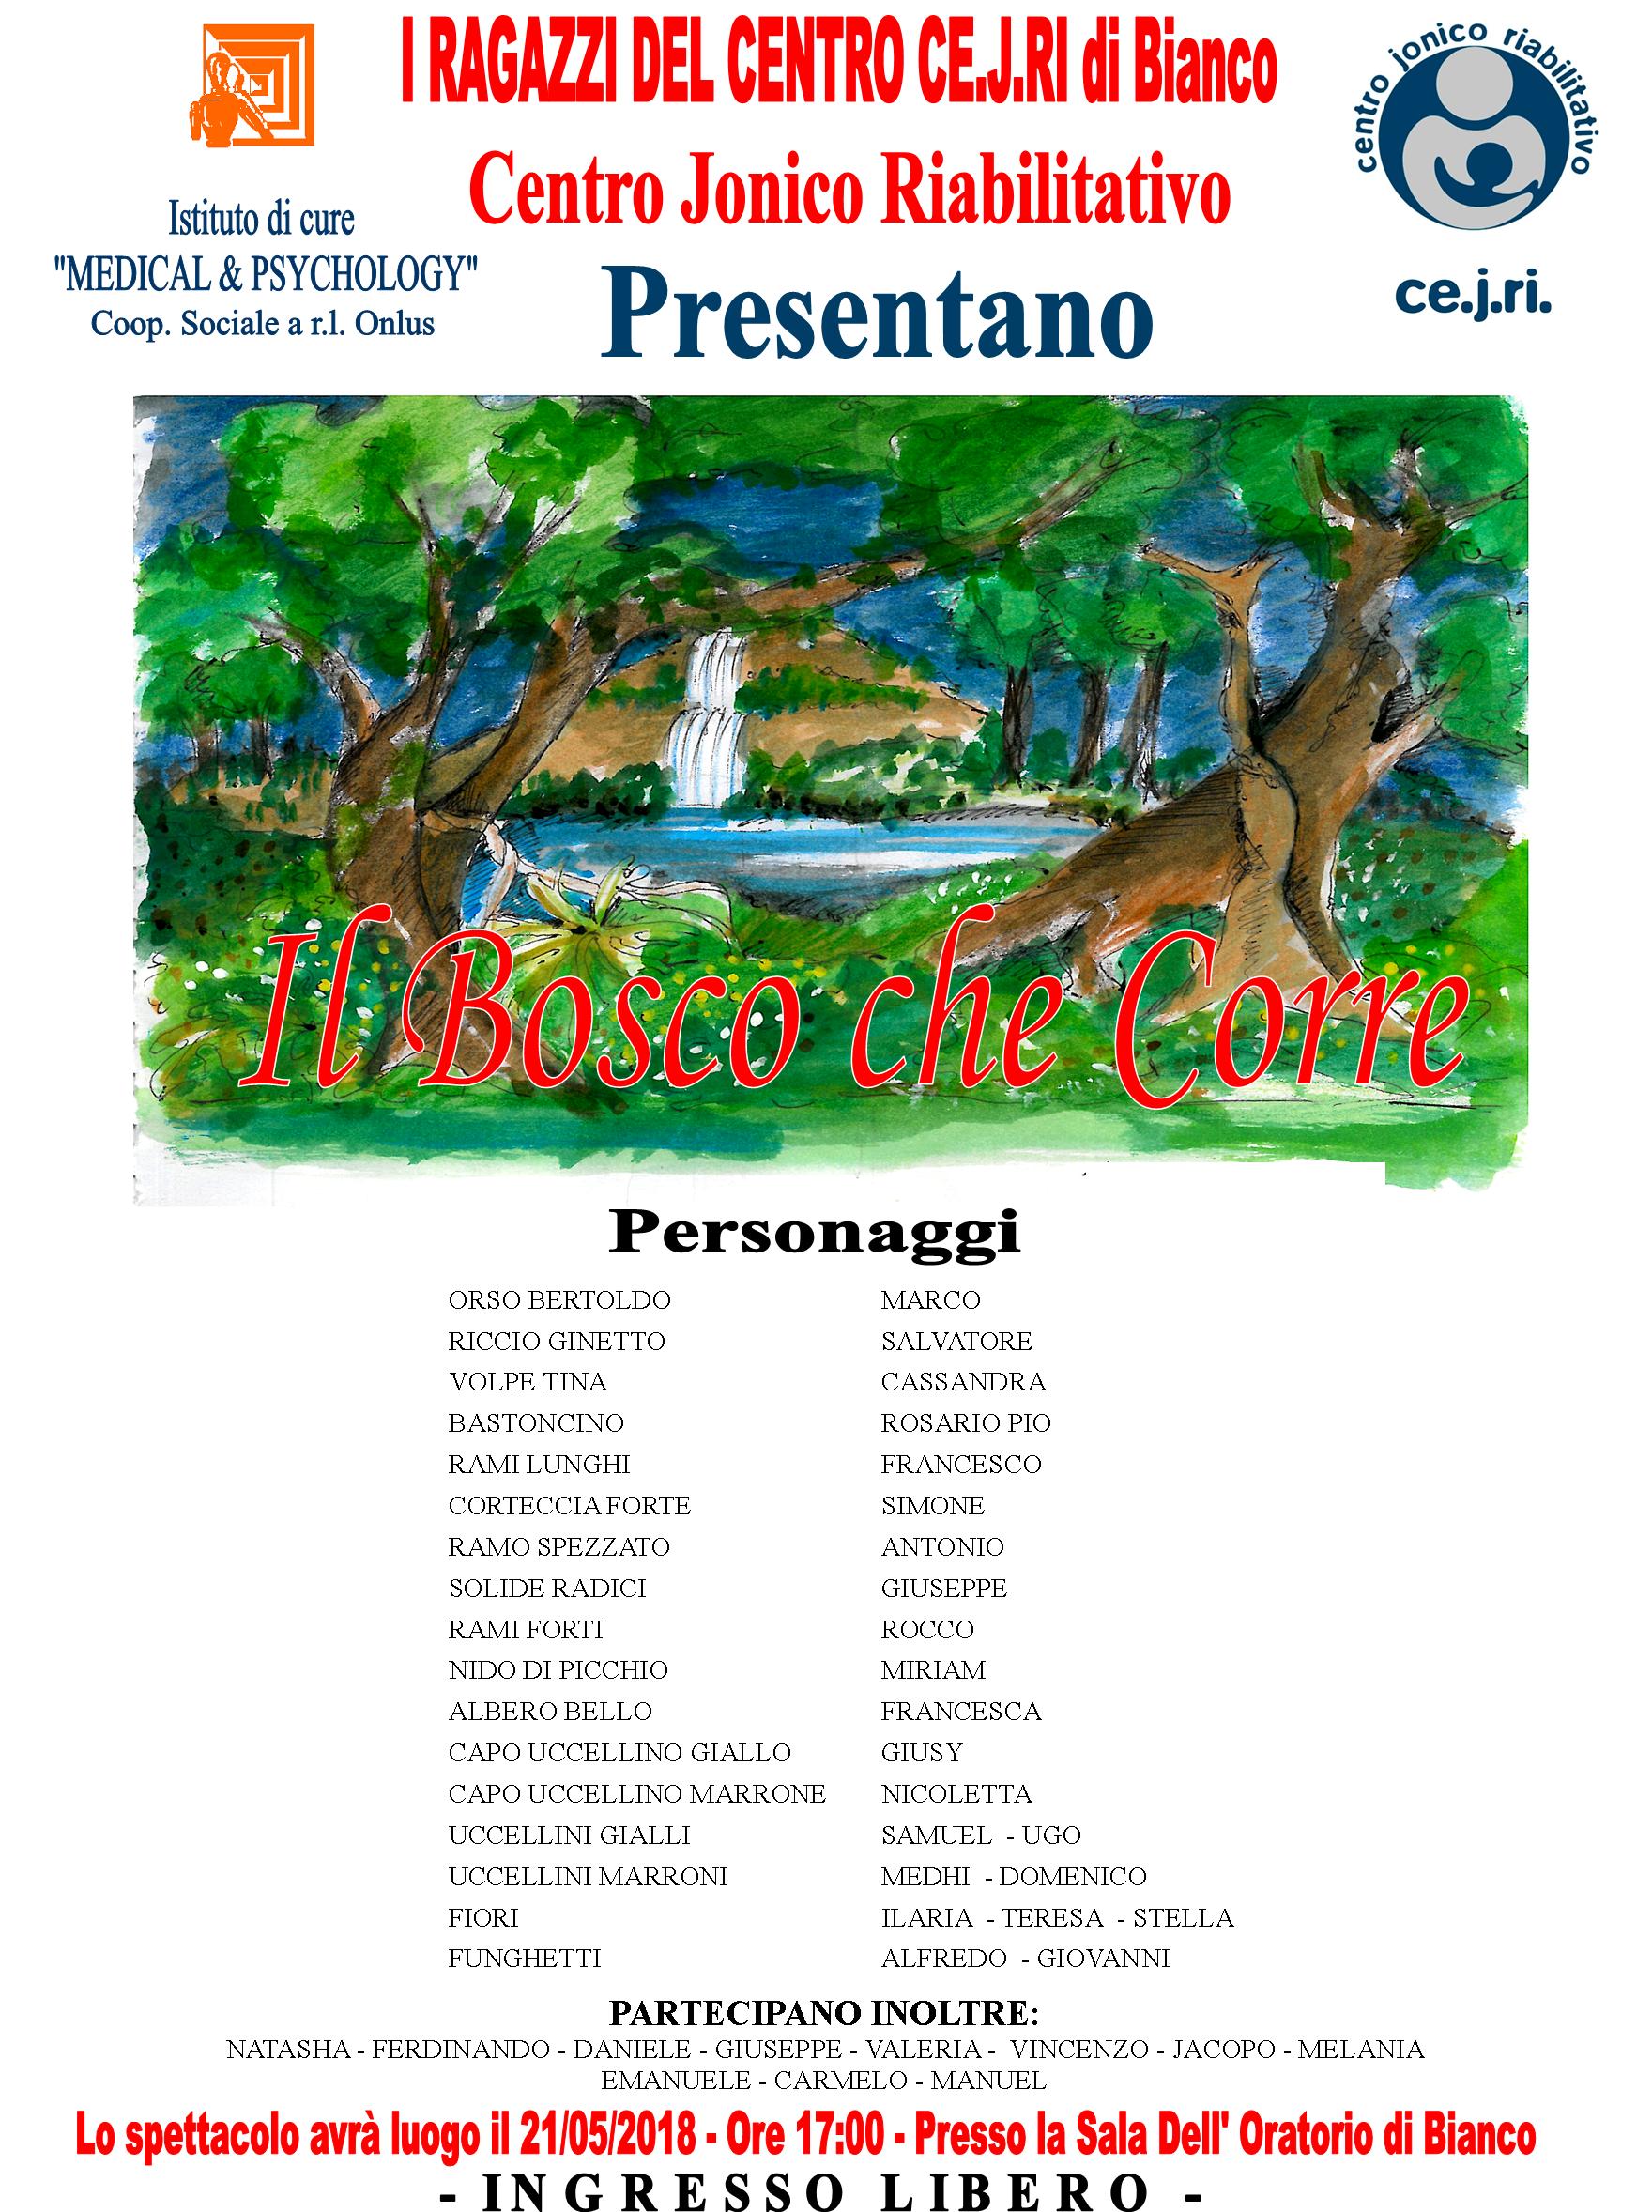 I RAGAZZI DEL CENTRO CE.J.RI di Bianco
Centro Jonico Riabilitativo
Presentano
Istituto di cure
"MEDICAL & PSYCHOLOGY"
Coop. Sociale a r.l. Onlus
centro jonico riabilitativo
ce.j.ri.
Il Bosco che Corre
Personaggi
ORSO BERTOLDO MARCO
RICCIO GINETTO SALVATORE
VOLPE TINA CASSANDRA
BASTONCINO ROSARIO PIO
RAMI LUNGHI FRANCESCO
CORTECCIA FORTE SIMONE
RAMO SPEZZATO ANTONIO
SOLIDE RADICI GIUSEPPE
RAMI FORTI ROCCO
NIDO DI PICCHIO MIRIAM
ALBERO BELLO FRANCESCA
CAPO UCCELLINO GIALLO GIUSY
CAPO UCCELLINO MARRONE NICOLETTA
UCCELLINI GIALLI SAMUEL - UGO
UCCELLINI MARRONI MEDHI - DOMENICO
FIORI ILARIA - TERESA - STELLA
FUNGHETTI ALFREDO - GIOVANNI
PARTECIPANO INOLTRE:
NATASHA - FERDINANDO - DANIELE - GIUSEPPE - VALERIA - VINCENZO - JACOPO - MELANIA
EMANUELE - CARMELO - MANUEL
Lo spettacolo avrà luogo il 21/05/2018 - Ore 17:00 - Presso la Sala Dell' Oratorio di Bianco
- INGRESSO LIBERO -